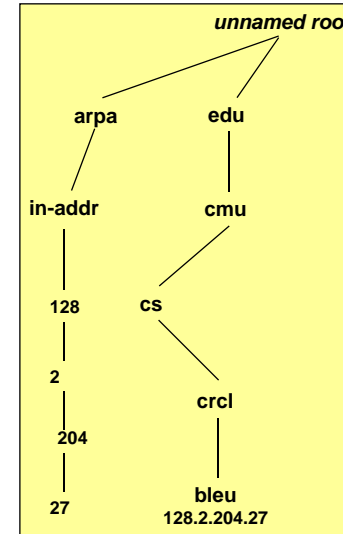 unnamed roo
arpa edu
in-addr cmu
128 cs
2
crcl
204
bleu
27 128.2.204.27